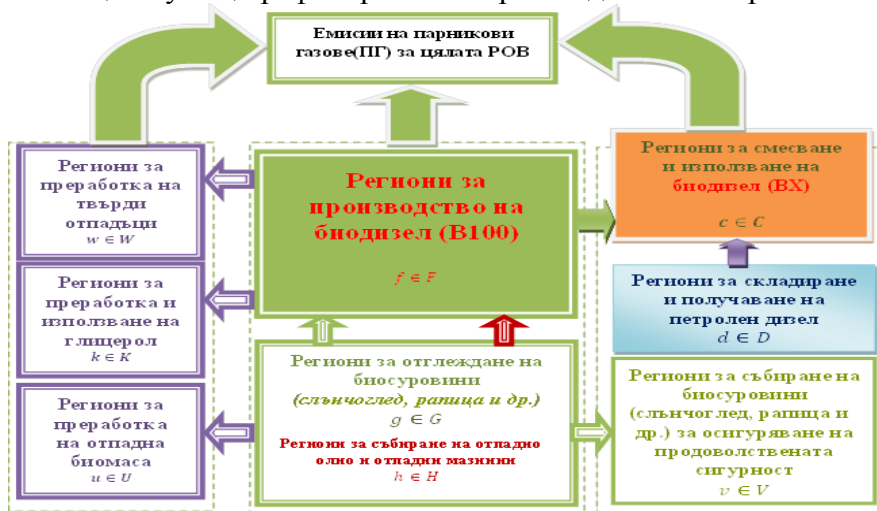 Емисии на парникови
газове(ПГ) за цялата РОВ
Региони за
преработка на
твърди
отпадъци
w ∈ W
Региони за
преработка и
използване на
глицерол
k ∈ K
Региони за
преработка
на отпадна
биомаса
u ∈ U
Региони за
производство на
биодизел (B100)
f ∈ F
Региони за отглеждане на
биосуровини
(слънчоглед, рапица и др.)
g ∈ G
Региони за събиране на отпадно
олио и отпадни мазнини
h ∈ H
Региони за смесване
и използване на
биодизел (BX)
c ∈ C
Региони за складиране
и получаване на
петролен дизел
d ∈ D
Региони за събиране на
биосуровини
(слънчоглед, рапица и
др.) за осигуряване на
продоволствената
сигурност
v ∈ V